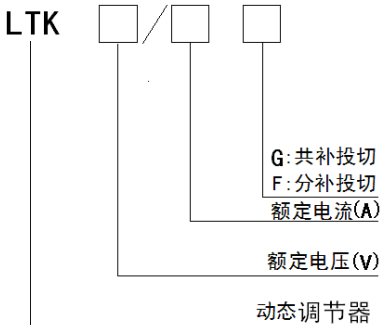 LTK □/□ □
G:共补投切
F:分补投切
额定电流(A)
额定电压(V)
动态调节器